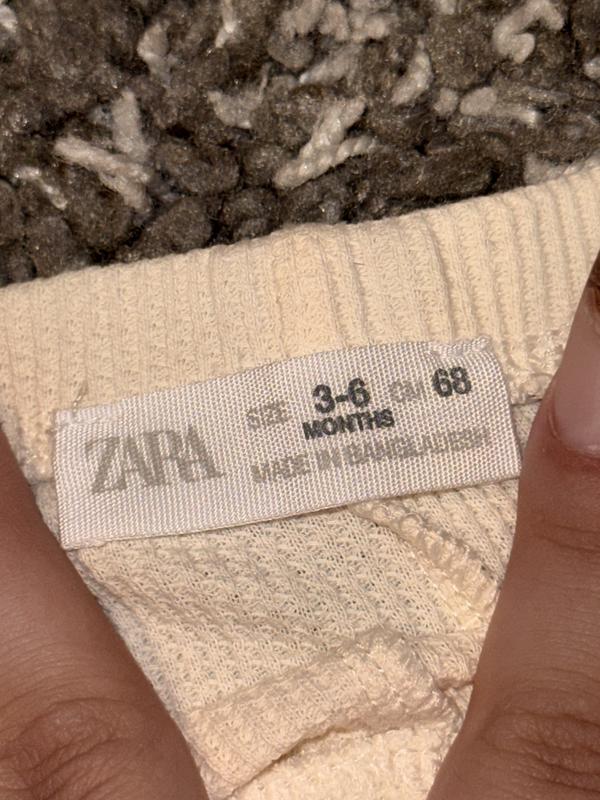 ZARA
SIZE 3-6 CM 68
MONTHS
MADE IN BANGLADESH